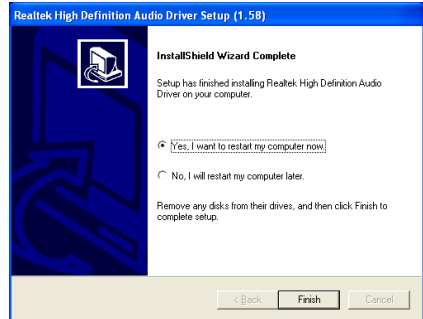 Realtek High Definition Audio Driver Setup (1.58)
InstallShield Wizard Complete
Setup has finished installing Realtek High Definition Audio
Driver on your computer.
Yes, I want to restart my computer now.
No, I will restart my computer later.
Remove any disks from their drives, and then click Finish to
complete setup.
< Back
Finish
Cancel